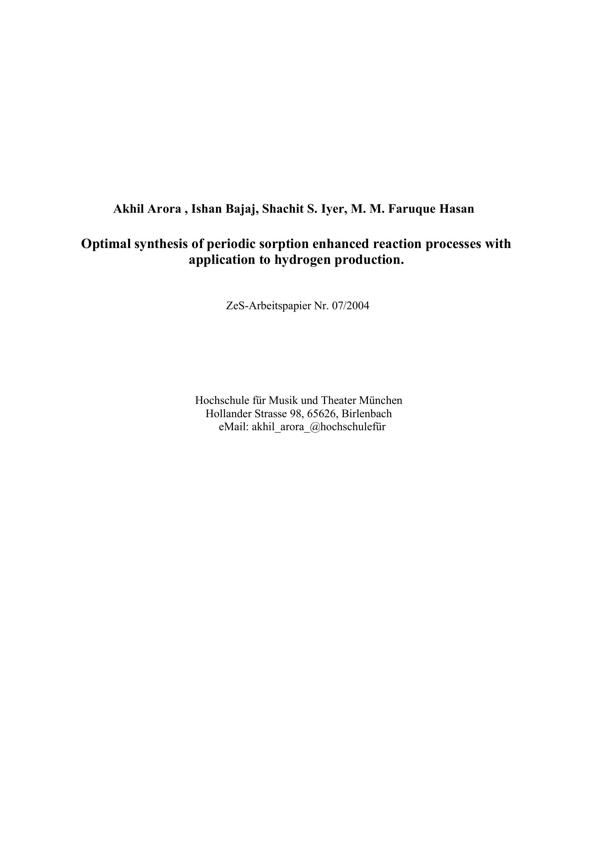 Akhil Arora , Ishan Bajaj, Shachit S. Iyer, M. M. Faruque Hasan
Optimal synthesis of periodic sorption enhanced reaction processes with
application to hydrogen production.
ZeS-Arbeitspapier Nr. 07/2004
Hochschule für Musik und Theater München
Hollander Strasse 98, 65626, Birlenbach
eMail: akhil_arora_@hochschulefür